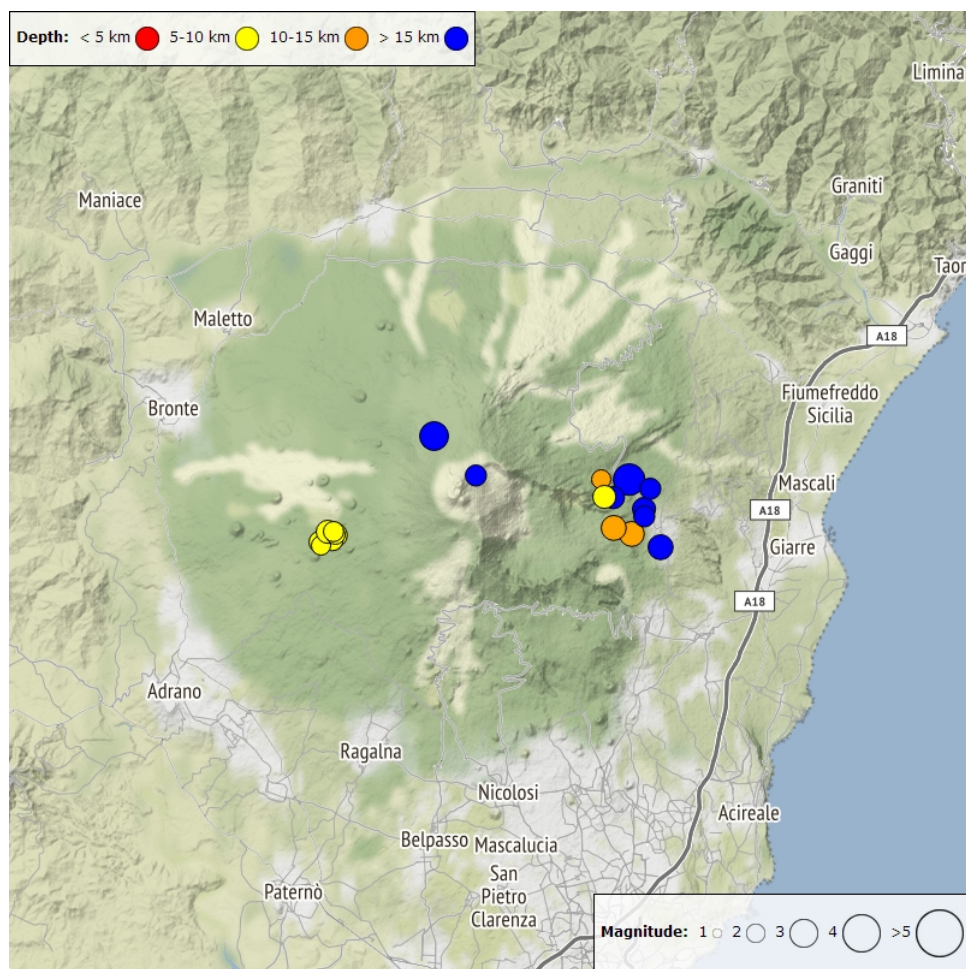 Depth: < 5 km 5-10 km 10-15 km > 15 km
Limina
Maniace
Graniti
Gaggi
Taor
Maletto
A18
Bronte
Fiumefreddo
Sicilia
Mascali
A18
Giarre
A18
Adrano
Ragalna
Nicolosi
Acireale
Belpasso
Mascalucia
San
Pietro
Clarenza
Paternò
Magnitude: 1 2 3 4 >5